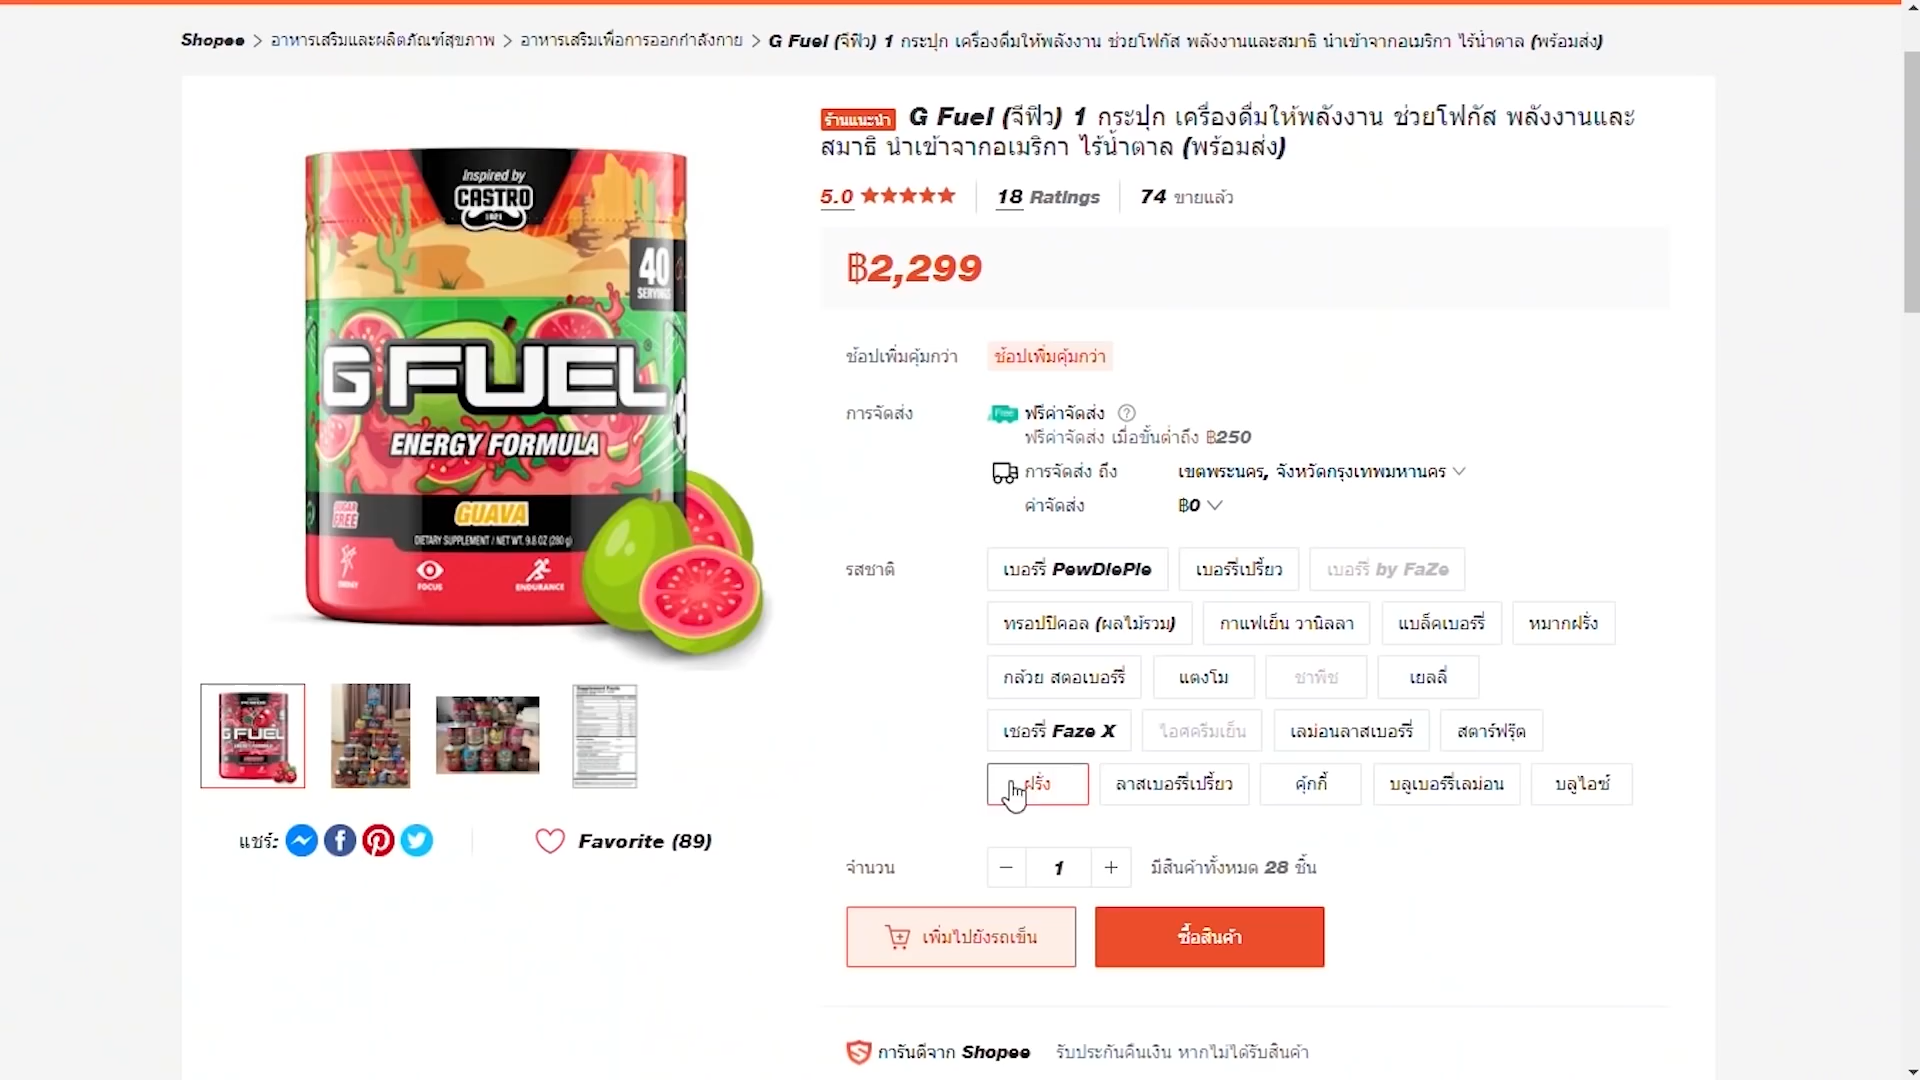 Shopee > อาหารเสริมและผลิตภัณฑ์สุขภาพ > อาหารเสริมเพื่อการออกกำลังกาย > G Fuel (จีฟิว) 1 กระปุก เครื่องดื่มให้พลังงาน ช่วยโฟกัส พลังงานและสมาธิ นำเข้าจากอเมริกา ไร้น้ำตาล (พร้อมส่ง)
ร้านแนะนำ G Fuel (จีฟิว) 1 กระปุก เครื่องดื่มให้พลังงาน ช่วยโฟกัส พลังงานและ
สมาธิ นำเข้าจากอเมริกา ไร้น้ำตาล (พร้อมส่ง)
5.0 18 Ratings 74 ขายแล้ว
฿2,299
Inspired by
CASTRO
1021
40
SERVINGS
G FUEL
ENERGY FORMULA
SUGAR
FREE
GUAVA
DIETARY SUPPLEMENT / NET WT. 9.8 OZ (280 g)
ENERGY FOCUS ENDURANCE
ช้อปเพิ่มคุ้มกว่า ช้อปเพิ่มคุ้มกว่า
การจัดส่ง Free ฟรีค่าจัดส่ง ?
ฟรีค่าจัดส่ง เมื่อขั้นต่ำถึง ฿250
การจัดส่ง ถึง เขตพระนคร, จังหวัดกรุงเทพมหานคร
ค่าจัดส่ง ฿0
รสชาติ เบอร์รี่ PewDiePie เบอร์รี่เปรี้ยว เบอร์รี่ by FaZe
ทรอปปิคอล (ผลไม้รวม) กาแฟเย็น วานิลลา แบล็คเบอร์รี่ หมากฝรั่ง
กล้วย สตอเบอร์รี่ แตงโม ชาพีช เยลลี่
เชอร์รี่ Faze X ไอศครีมเย็น เลม่อนลาสเบอร์รี่ สตาร์ฟรุ๊ต
ฝรั่ง ลาสเบอร์รี่เปรี้ยว คุ้กกี้ บลูเบอร์รี่เลม่อน บลูไอซ์
G FUEL
Supplement Facts
แชร์: Favorite (89)
จำนวน − 1 + มีสินค้าทั้งหมด 28 ชิ้น
เพิ่มไปยังรถเข็น ซื้อสินค้า
การันตีจาก Shopee รับประกันคืนเงิน หากไม่ได้รับสินค้า